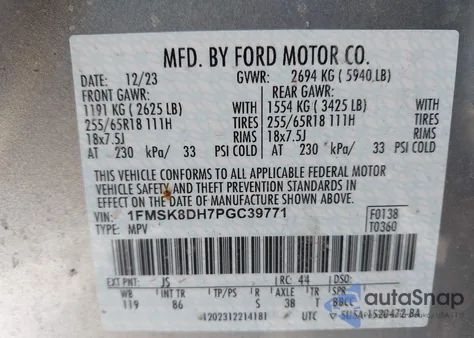 MFD. BY FORD MOTOR CO.
DATE: 12/23 GVWR: 2694 KG ( 5940 LB)
FRONT GAWR: REAR GAWR:
1191 KG ( 2625 LB) WITH 1554 KG ( 3425 LB) WITH
255/65R18 111H TIRES 255/65R18 111H TIRES
18x7.5J RIMS 18x7.5J RIMS
AT 230 kPa/ 33 PSI COLD AT 230 kPa/ 33 PSI COLD
THIS VEHICLE CONFORMS TO ALL APPLICABLE FEDERAL MOTOR
VEHICLE SAFETY AND THEFT PREVENTION STANDARDS IN
EFFECT ON THE DATE OF MANUFACTURE SHOWN ABOVE.
VIN: 1FMSK8DH7PGC39771 F0138
TYPE: MPV T0360
EXT PNT: JS RC: 44 DSO:
WB INT TR TP/PS R AXLE TR SPR
119 86 S 3B T
1202312214181 UTC
autoSnap